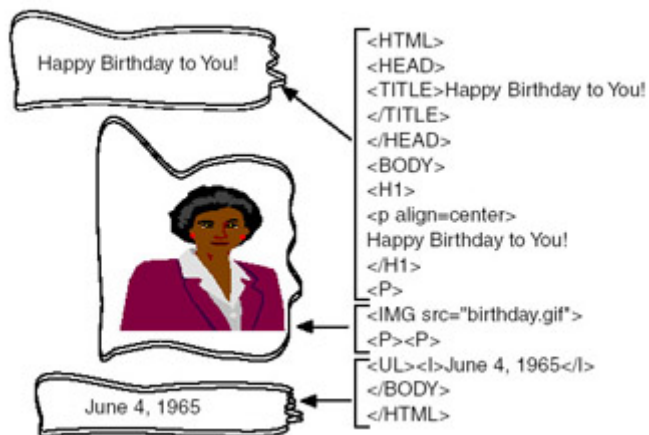 Happy Birthday to You!
June 4, 1965
<HTML>
<HEAD>
<TITLE>Happy Birthday to You!
</TITLE>
</HEAD>
<BODY>
<H1>
<p align=center>
Happy Birthday to You!
</H1>
<P>
<IMG src="birthday.gif">
<P><P>
<UL><I>June 4, 1965</I>
</BODY>
</HTML>